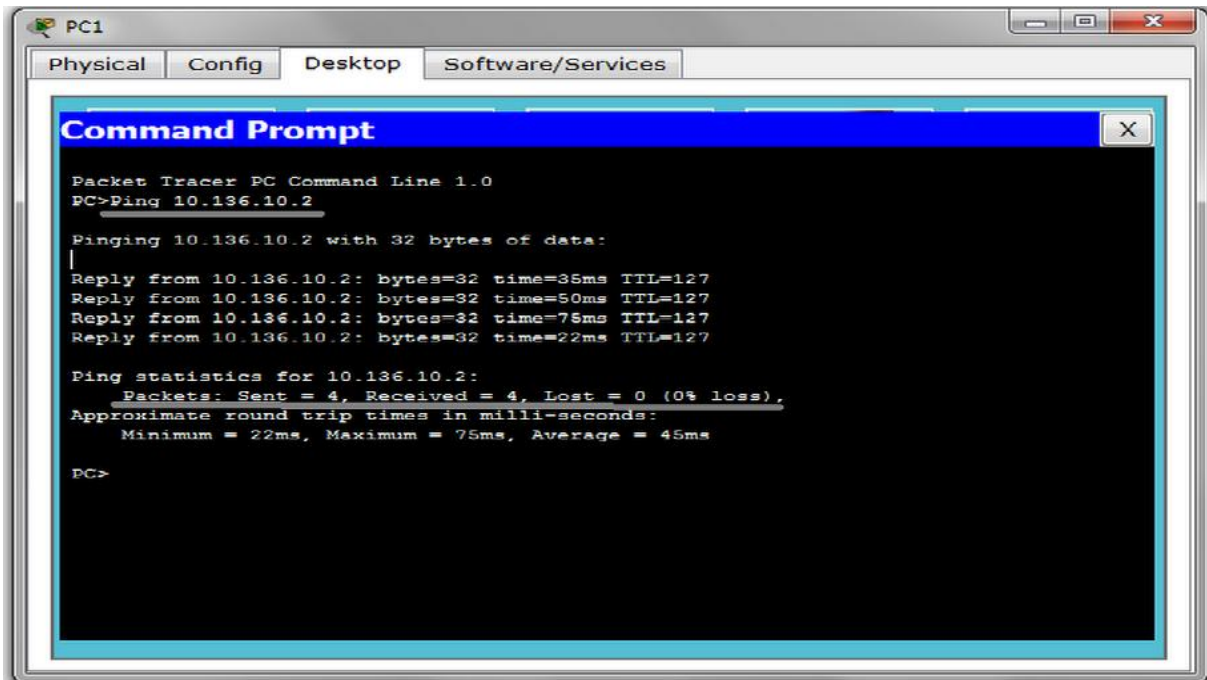 PC1
Physical Config Desktop Software/Services
Command Prompt X
Packet Tracer PC Command Line 1.0
PC>Ping 10.136.10.2
Pinging 10.136.10.2 with 32 bytes of data:
Reply from 10.136.10.2: bytes=32 time=35ms TTL=127
Reply from 10.136.10.2: bytes=32 time=50ms TTL=127
Reply from 10.136.10.2: bytes=32 time=75ms TTL=127
Reply from 10.136.10.2: bytes=32 time=22ms TTL=127
Ping statistics for 10.136.10.2:
Packets: Sent = 4, Received = 4, Lost = 0 (0% loss),
Approximate round trip times in milli-seconds:
Minimum = 22ms, Maximum = 75ms, Average = 45ms
PC>